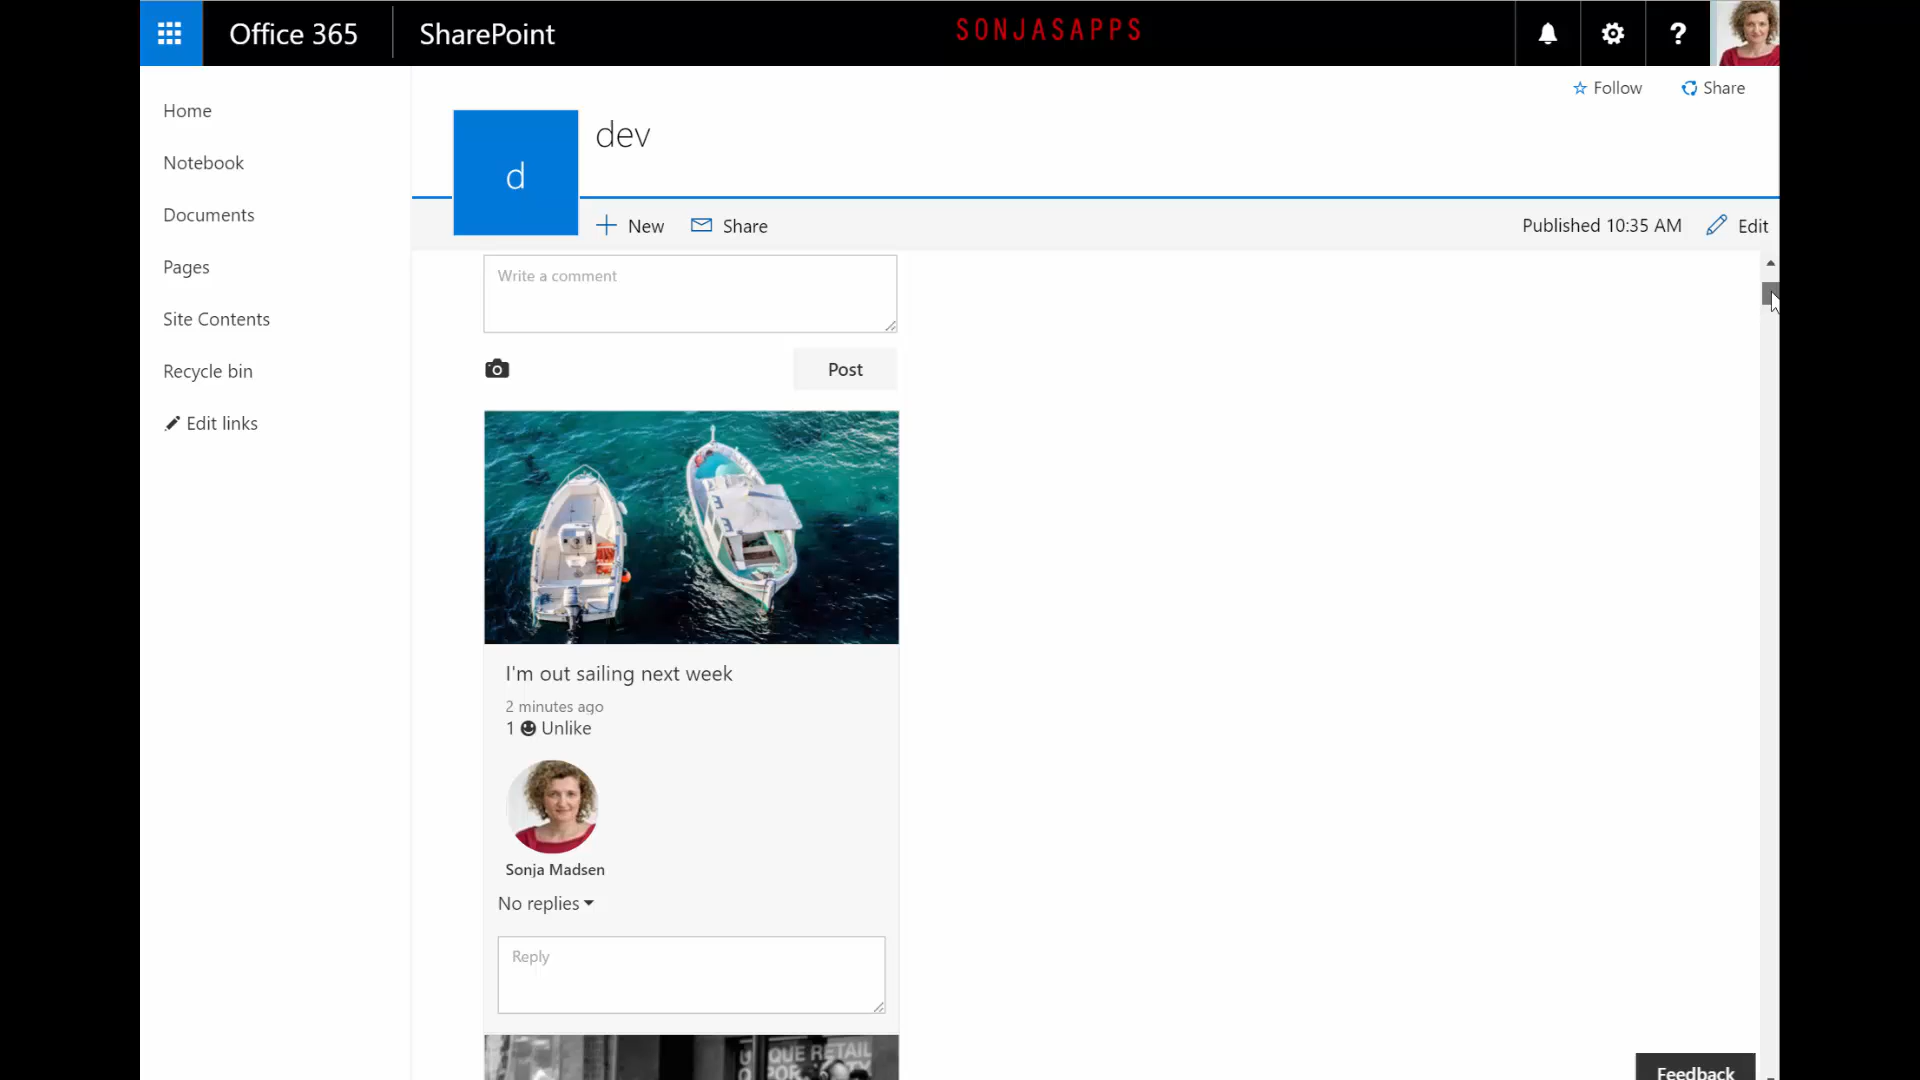 Office 365
SharePoint
SONJASAPPS
?
Follow
Share
Home
Notebook
Documents
Pages
Site Contents
Recycle bin
Edit links
d
dev
New
Share
Published 10:35 AM
Edit
Write a comment
Post
I'm out sailing next week
2 minutes ago
1 Unlike
Sonja Madsen
No replies
Reply
QUE RETAIL
Feedback